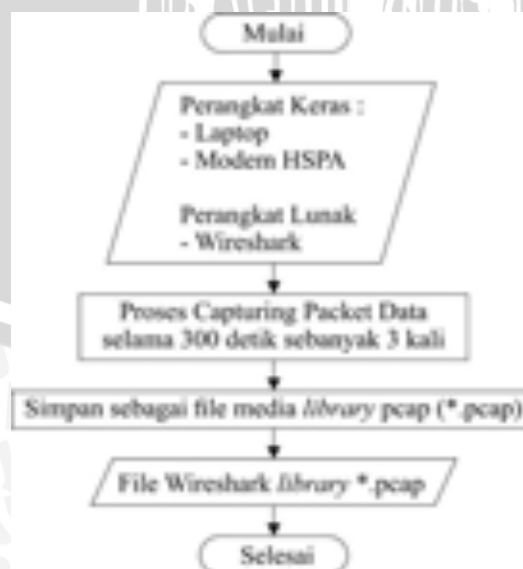 Mulai
Perangkat Keras :
- Laptop
- Modem HSPA
Perangkat Lunak
- Wireshark
Proses Capturing Packet Data
selama 300 detik sebanyak 3 kali
Simpan sebagai file media library pcap (*.pcap)
File Wireshark library *.pcap
Selesai